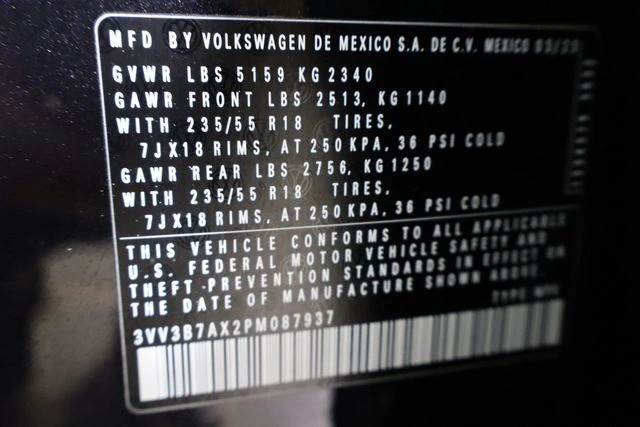 MFD BY VOLKSWAGEN DE MEXICO S.A. DE C.V. MEXICO
GVWR LBS 5159 KG 2340
GAWR FRONT LBS 2513, KG 1140
WITH 235/55 R18 TIRES,
7JX18 RIMS, AT 250 KPA, 36 PSI COLD
GAWR REAR LBS 2756, KG 1250
WITH 235/55 R18 TIRES,
7JX18 RIMS, AT 250 KPA, 36 PSI COLD
THIS VEHICLE CONFORMS TO ALL APPLICABLE
U.S. FEDERAL MOTOR VEHICLE SAFETY AND
THEFT-PREVENTION STANDARDS IN EFFECT ON
THE DATE OF MANUFACTURE SHOWN ABOVE.
3VV3B7AX2PM087937
TYPE